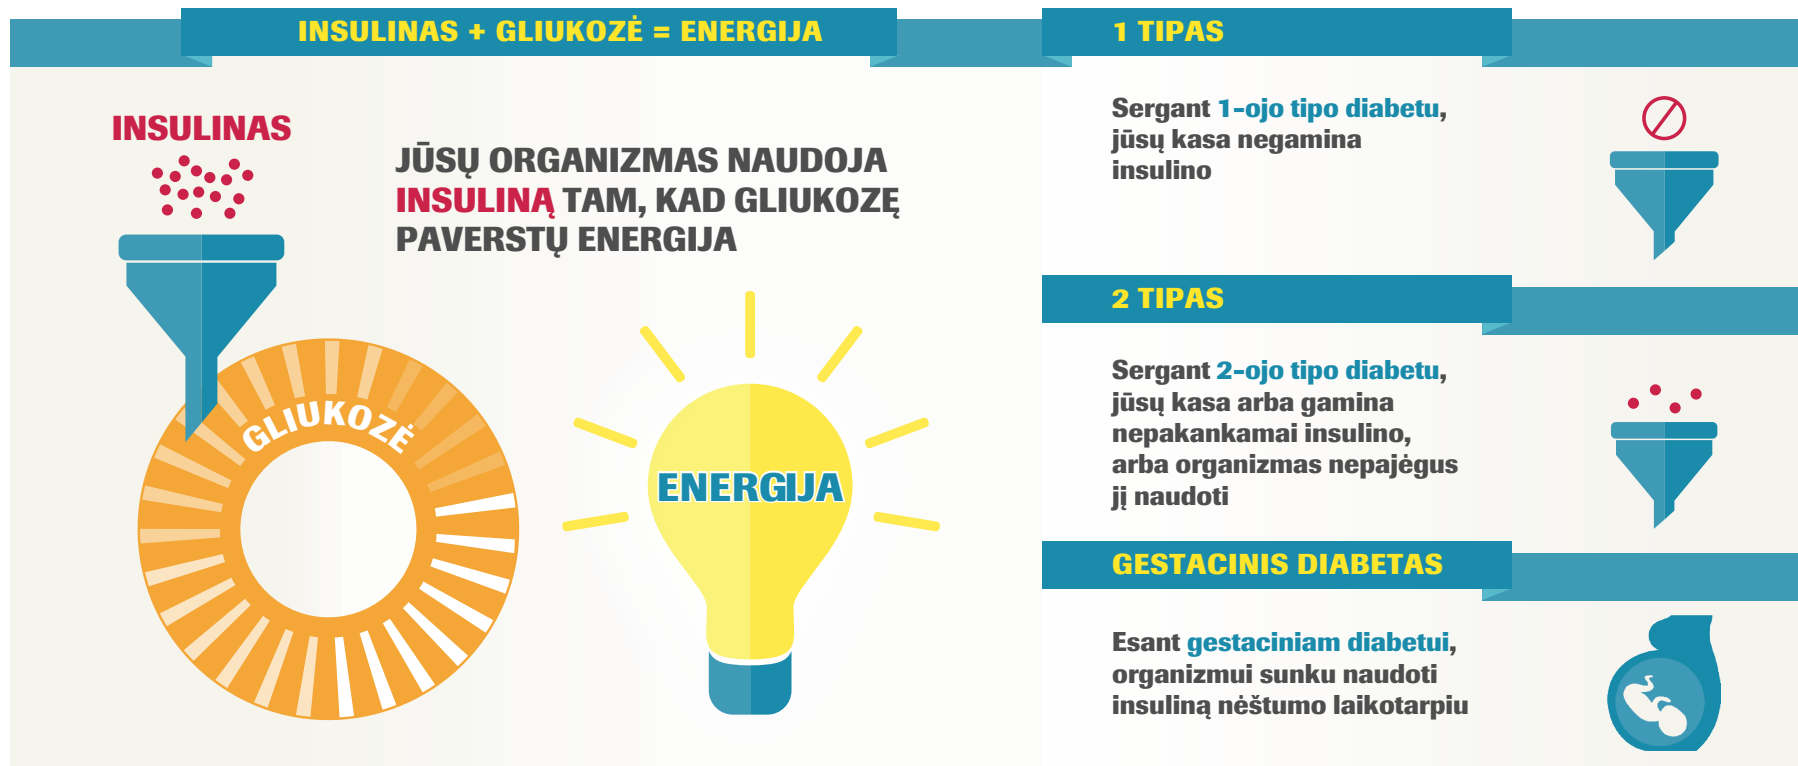 INSULINAS + GLIUKOZĖ = ENERGIJA
INSULINAS
JŪSŲ ORGANIZMAS NAUDOJA
INSULINĄ TAM, KAD GLIUKOZĘ
PAVERSTŲ ENERGIJA
GLIUKOZĖ
ENERGIJA
1 TIPAS
Sergant 1-ojo tipo diabetu,
jūsų kasa negamina
insulino
2 TIPAS
Sergant 2-ojo tipo diabetu,
jūsų kasa arba gamina
nepakankamai insulino,
arba organizmas nepajėgus
jį naudoti
GESTACINIS DIABETAS
Esant gestaciniam diabetui,
organizmui sunku naudoti
insuliną nėštumo laikotarpiu